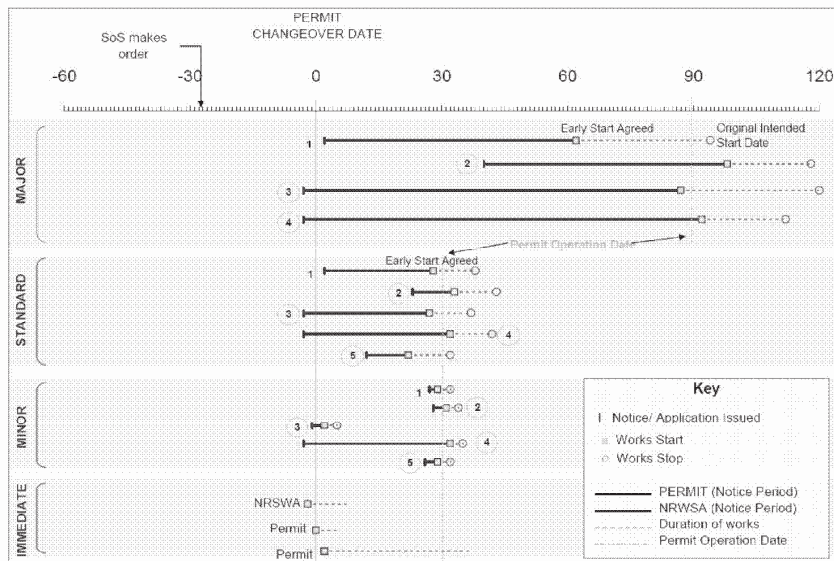 PERMIT
CHANGEOVER DATE
SoS makes
order
-60 -30 0 30 60 90 120
MAJOR
Early Start Agreed
Original Intended
Start Date
1
2
3
4
Permit Operation Date
STANDARD
Early Start Agreed
1
2
3
4
5
MINOR
1
2
3
4
5
IMMEDIATE
NRSWA
Permit
Permit
Key
Notice/ Application Issued
Works Start
Works Stop
PERMIT (Notice Period)
NRWSA (Notice Period)
Duration of works
Permit Operation Date